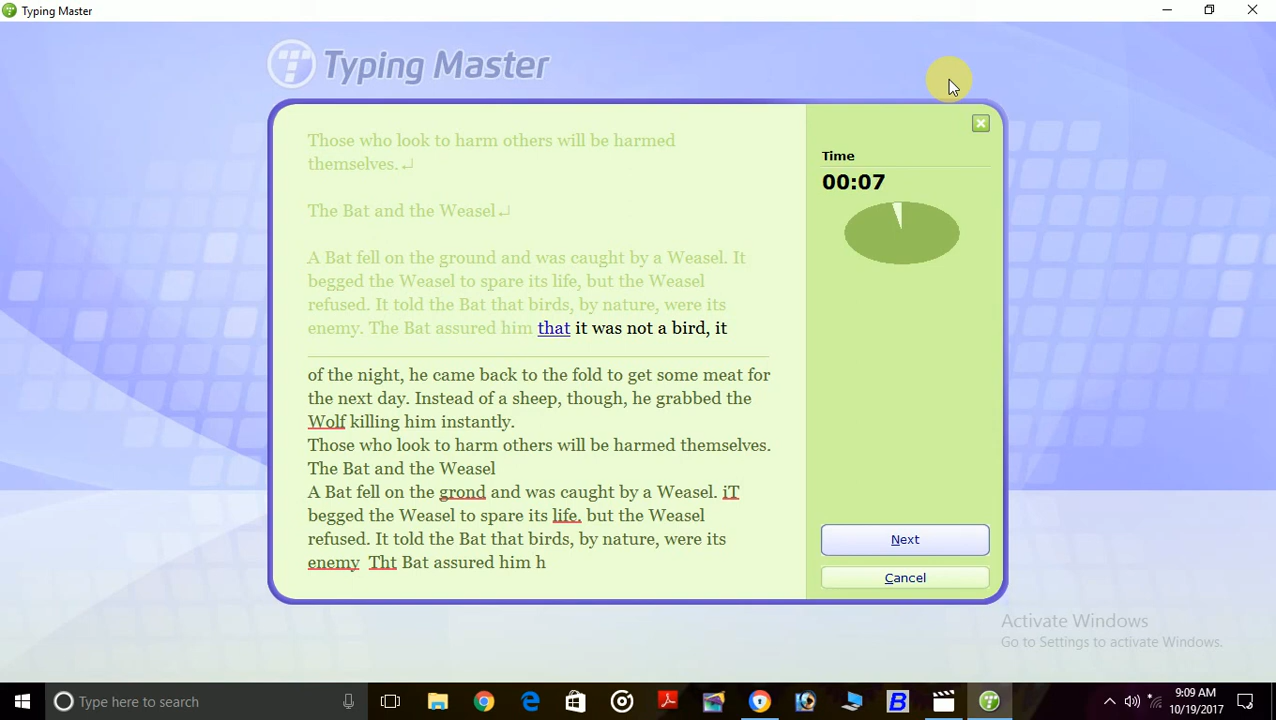 Typing Master
Typing Master
Those who look to harm others will be harmed
themselves.↵
The Bat and the Weasel↵
A Bat fell on the ground and was caught by a Weasel. It
begged the Weasel to spare its life, but the Weasel
refused. It told the Bat that birds, by nature, were its
enemy. The Bat assured him that it was not a bird, it
of the night, he came back to the fold to get some meat for
the next day. Instead of a sheep, though, he grabbed the
Wolf killing him instantly.
Those who look to harm others will be harmed themselves.
The Bat and the Weasel
A Bat fell on the grond and was caught by a Weasel. iT
begged the Weasel to spare its life. but the Weasel
refused. It told the Bat that birds, by nature, were its
enemy  Tht Bat assured him h
Time
00:07
Next
Cancel
Activate Windows
Go to Settings to activate Windows.
Type here to search
9:09 AM
10/19/2017